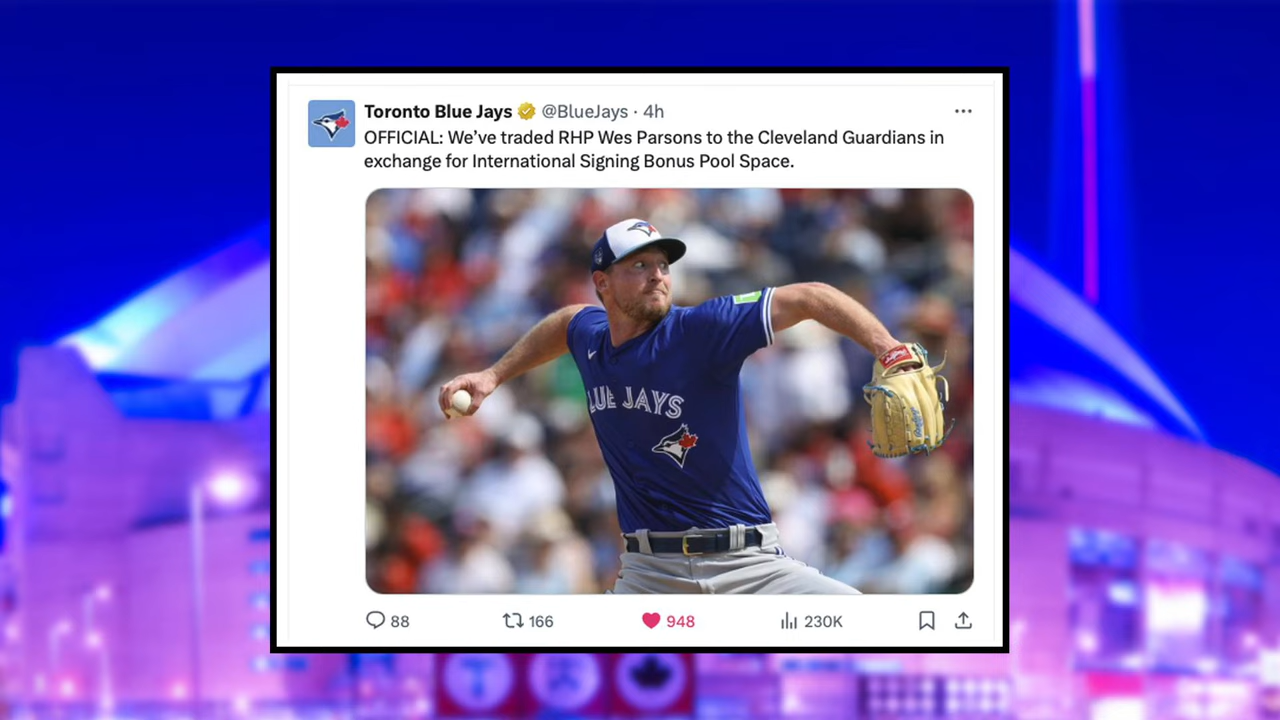 Toronto Blue Jays @BlueJays · 4h
OFFICIAL: We’ve traded RHP Wes Parsons to the Cleveland Guardians in
exchange for International Signing Bonus Pool Space.
BLUE JAYS
88 166 948 230K